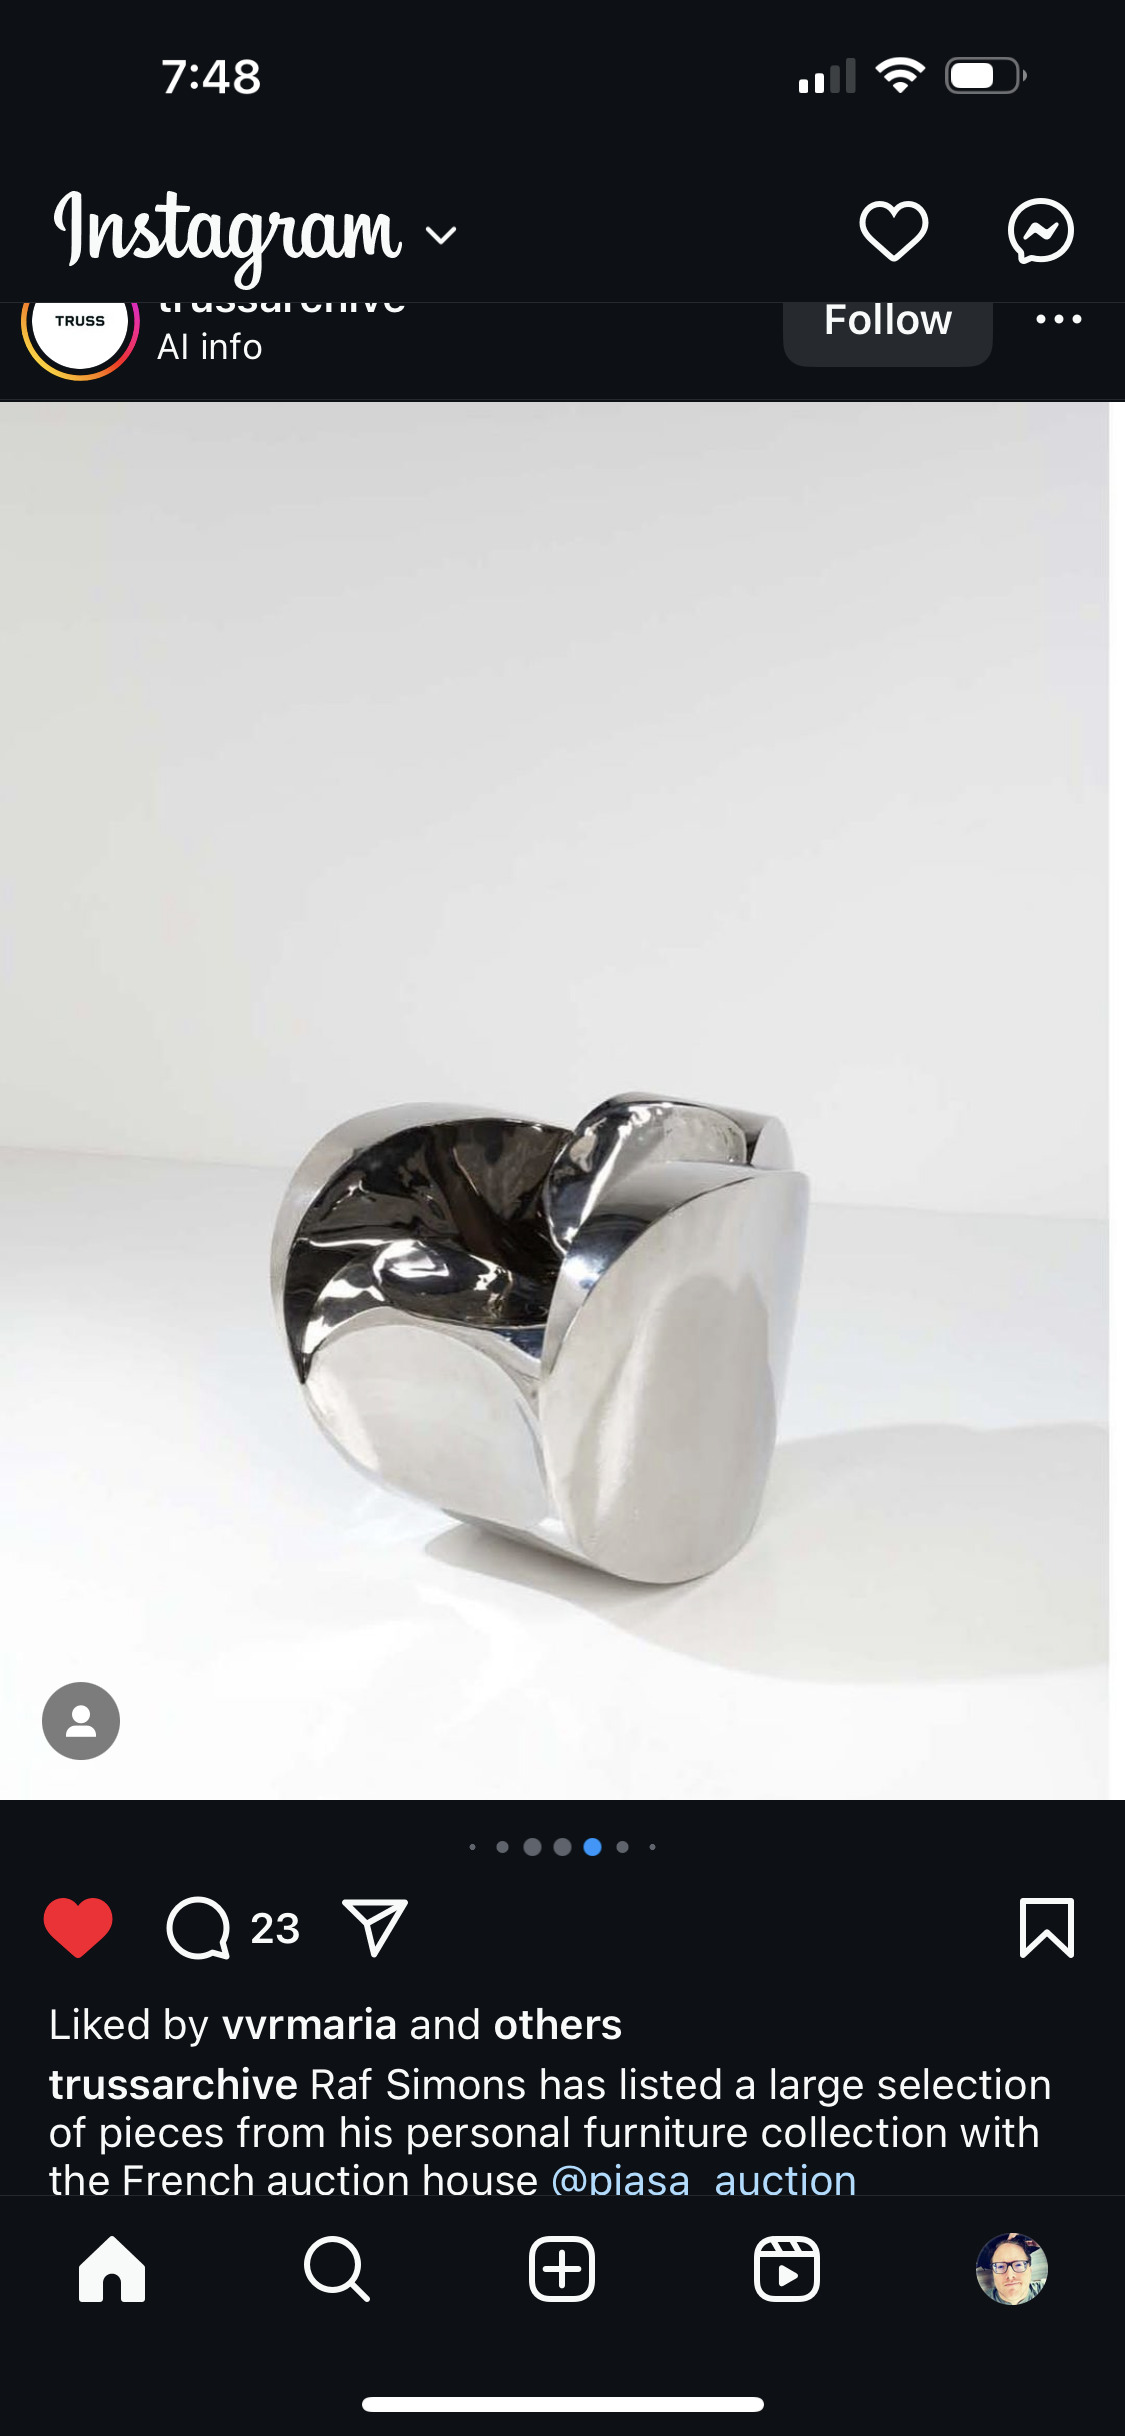 7:48
Instagram
trussarchive
TRUSS
AI info
Follow
23
Liked by vvrmaria and others
trussarchive Raf Simons has listed a large selection
of pieces from his personal furniture collection with
the French auction house @piasa_auction